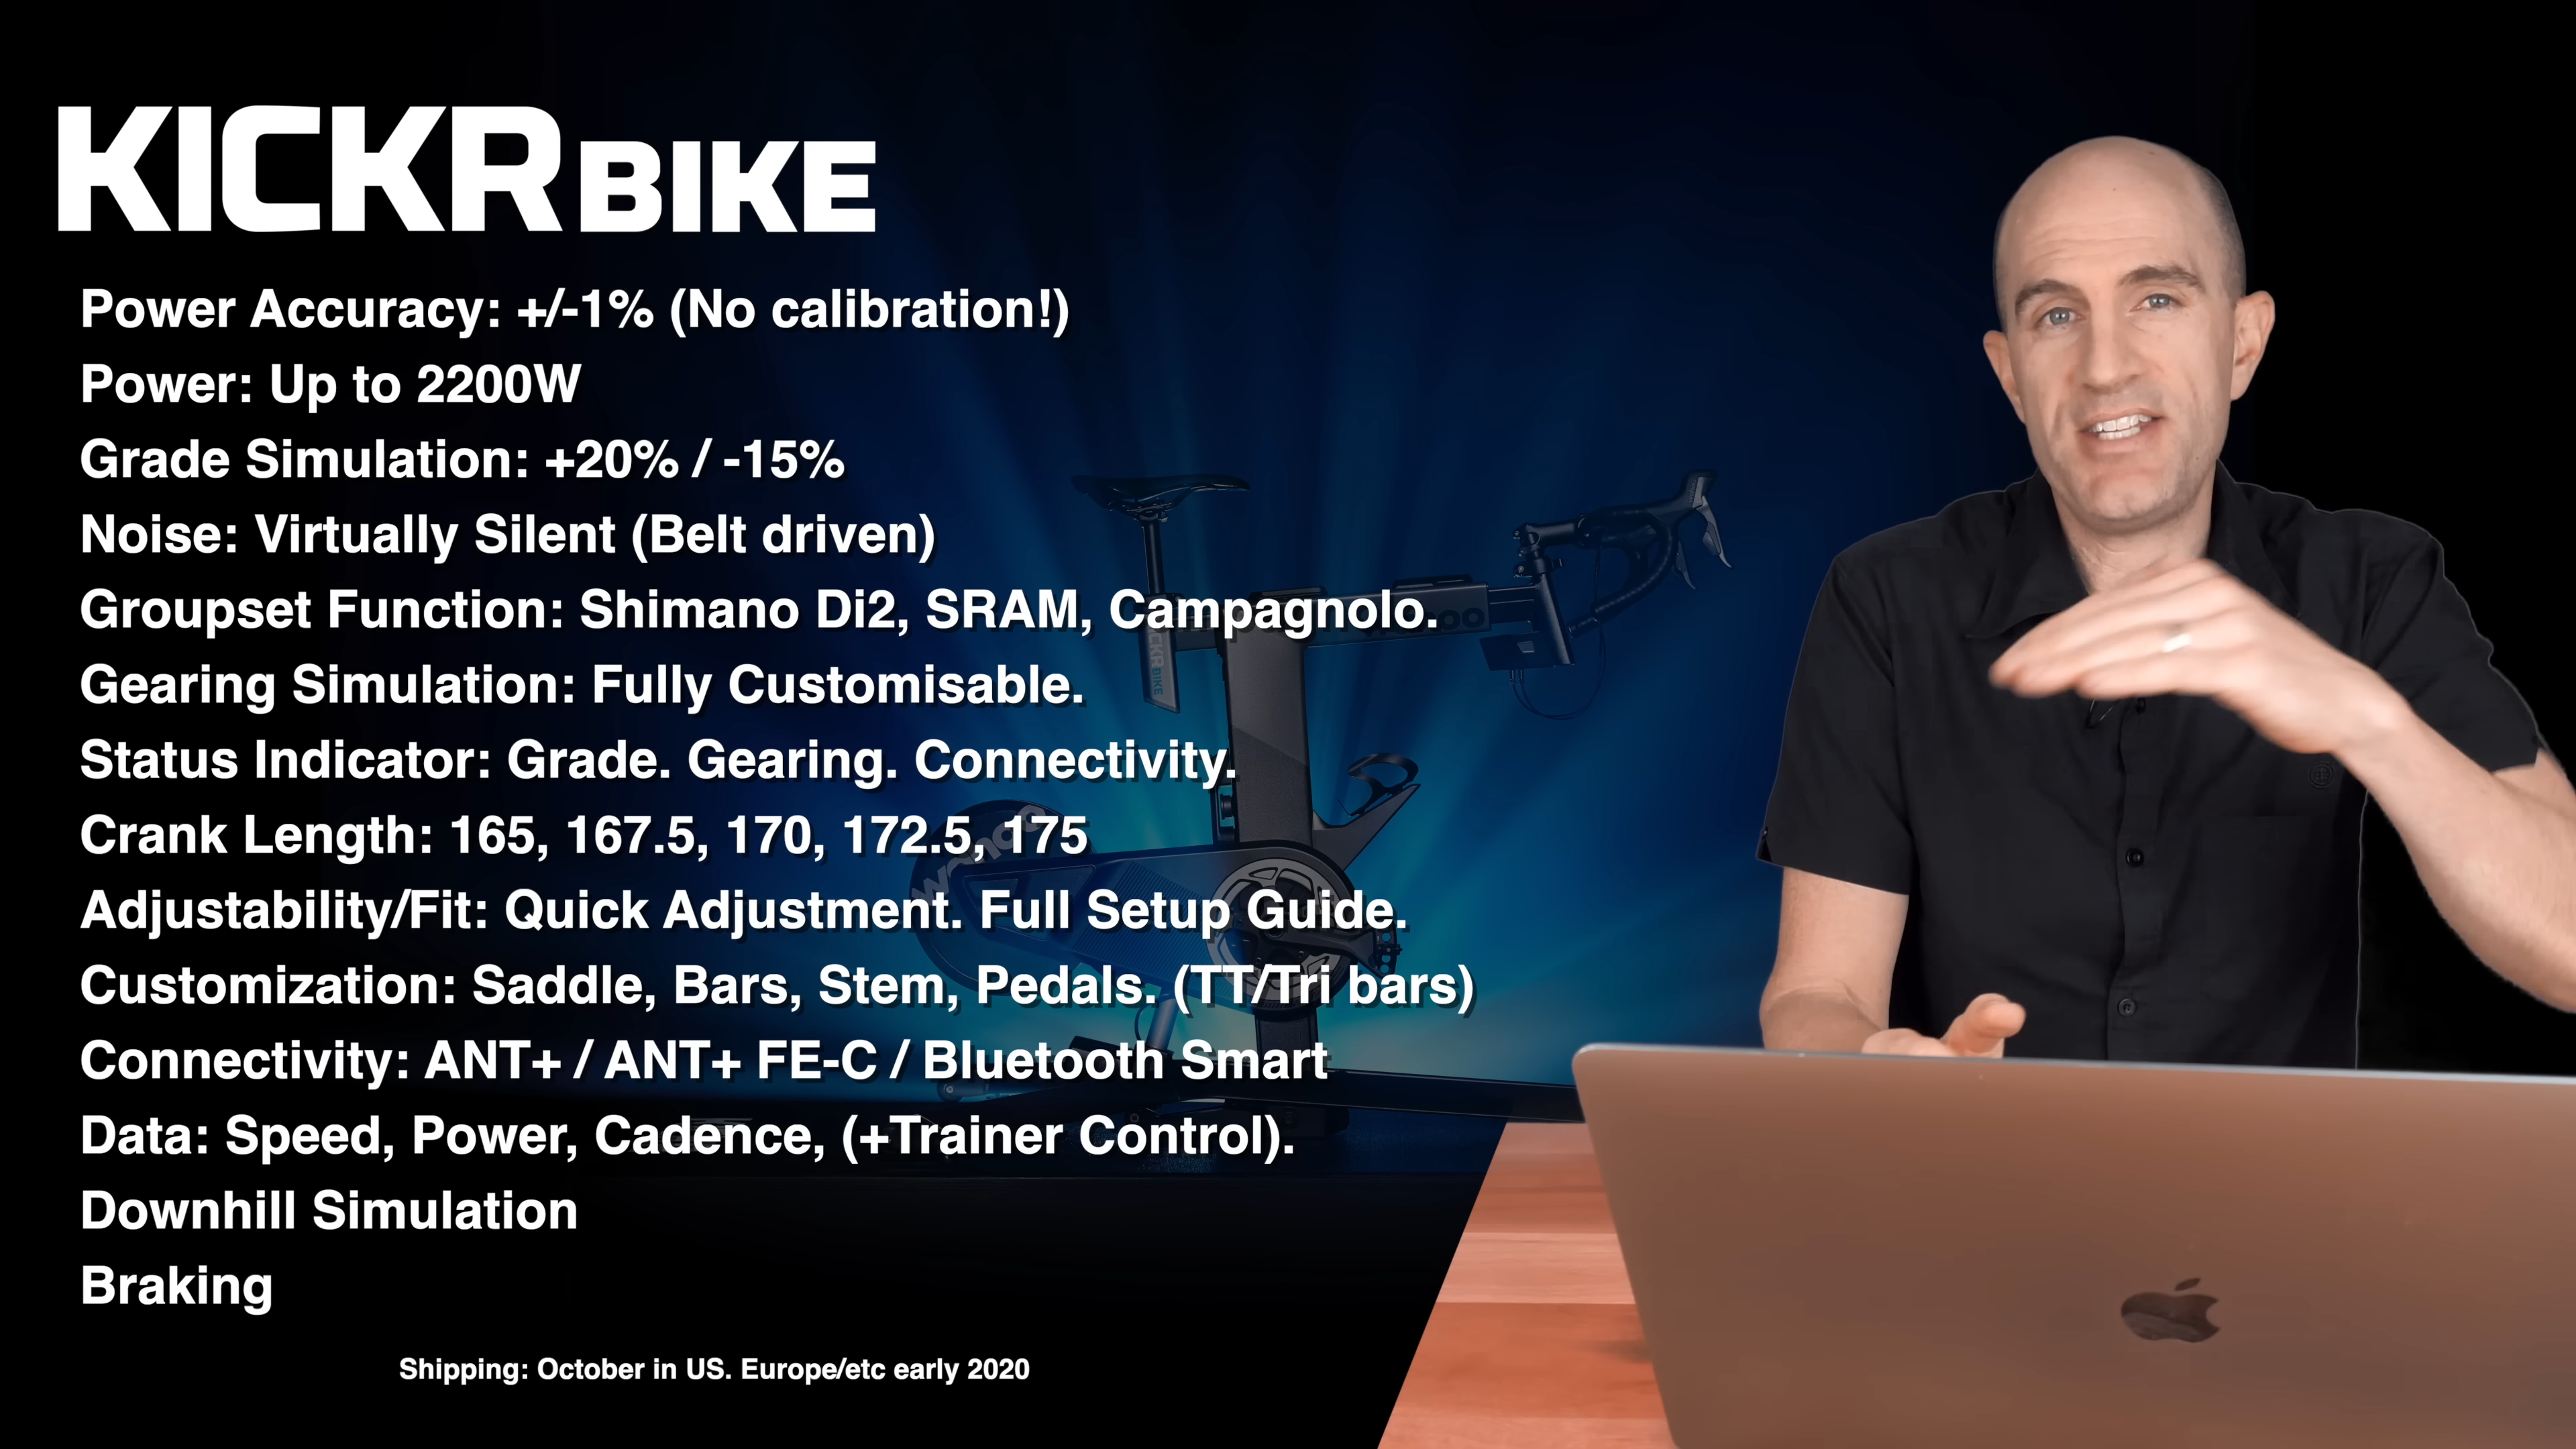 KICKR BIKE
Power Accuracy: +/-1% (No calibration!)
Power: Up to 2200W
Grade Simulation: +20% / -15%
Noise: Virtually Silent (Belt driven)
Groupset Function: Shimano Di2, SRAM, Campagnolo.
Gearing Simulation: Fully Customisable.
Status Indicator: Grade. Gearing. Connectivity.
Crank Length: 165, 167.5, 170, 172.5, 175
Adjustability/Fit: Quick Adjustment. Full Setup Guide.
Customization: Saddle, Bars, Stem, Pedals. (TT/Tri bars)
Connectivity: ANT+ / ANT+ FE-C / Bluetooth Smart
Data: Speed, Power, Cadence, (+Trainer Control).
Downhill Simulation
Braking
Shipping: October in US. Europe/etc early 2020
KICKR BIKE
wahoo